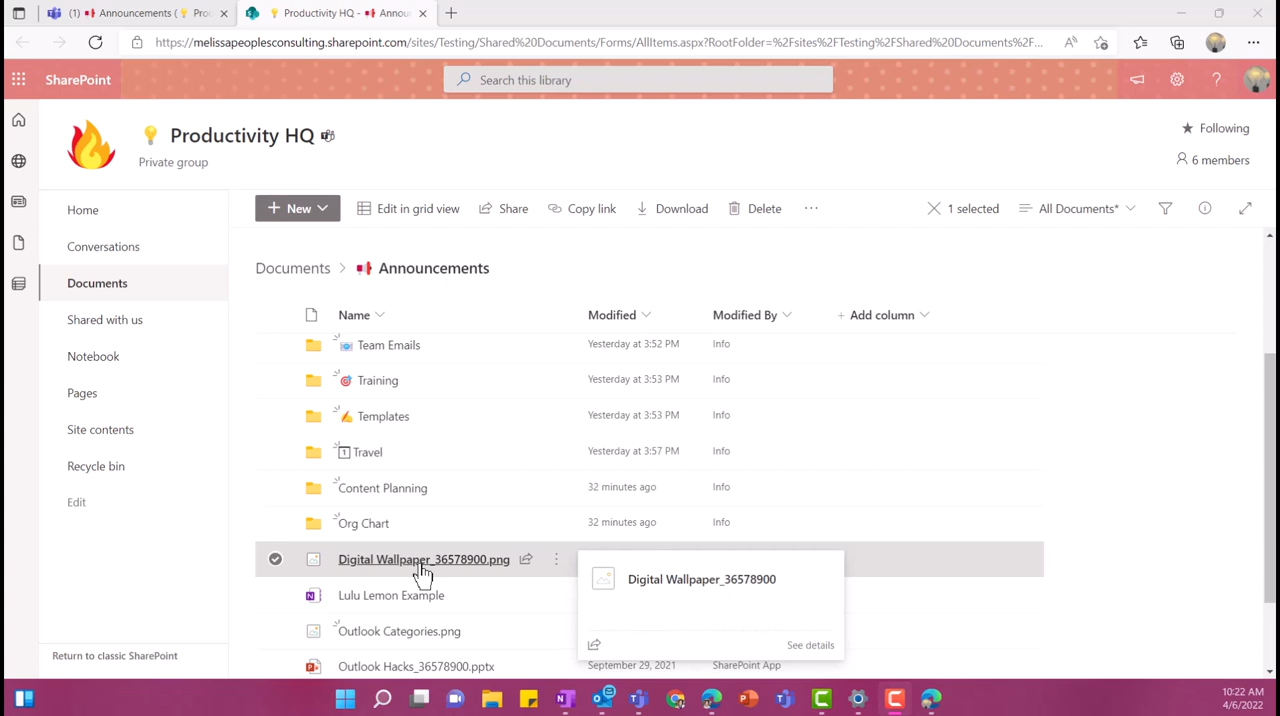 (1) Announcements ( Produc
Productivity HQ - Annou
https://melissapeoplesconsulting.sharepoint.com/sites/Testing/Shared%20Documents/Forms/AllItems.aspx?RootFolder=%2Fsites%2FTesting%2FShared%20Documents%2F...
SharePoint
Search this library
?
Productivity HQ
Private group
Following
6 members
Home
Conversations
Documents
Shared with us
Notebook
Pages
Site contents
Recycle bin
Edit
Return to classic SharePoint
+ New
Edit in grid view
Share
Copy link
Download
Delete
...
1 selected
All Documents*
Documents > Announcements
Name
Modified
Modified By
+ Add column
Team Emails
Yesterday at 3:52 PM
Info
Training
Yesterday at 3:53 PM
Info
Templates
Yesterday at 3:53 PM
Info
Travel
Yesterday at 3:57 PM
Info
Content Planning
32 minutes ago
Info
Org Chart
32 minutes ago
Info
Digital Wallpaper_36578900.png
Digital Wallpaper_36578900
See details
Lulu Lemon Example
Outlook Categories.png
Outlook Hacks_36578900.pptx
September 29, 2021
SharePoint App
10:22 AM
4/6/2022